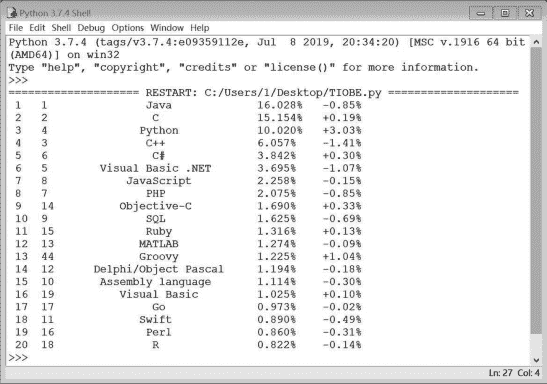 Python 3.7.4 Shell
File Edit Shell Debug Options Window Help
Python 3.7.4 (tags/v3.7.4:e09359112e, Jul 8 2019, 20:34:20) [MSC v.1916 64 bit
(AMD64)] on win32
Type "help", "copyright", "credits" or "license()" for more information.
>>>
==================== RESTART: C:/Users/1/Desktop/TIOBE.py ====================
1 1 Java 16.028% -0.85%
2 2 C 15.154% +0.19%
3 4 Python 10.020% +3.03%
4 3 C++ 6.057% -1.41%
5 6 C# 3.842% +0.30%
6 5 Visual Basic .NET 3.695% -1.07%
7 8 JavaScript 2.258% -0.15%
8 7 PHP 2.075% -0.85%
9 14 Objective-C 1.690% +0.33%
10 9 SQL 1.625% -0.69%
11 15 Ruby 1.316% +0.13%
12 13 MATLAB 1.274% -0.09%
13 44 Groovy 1.225% +1.04%
14 12 Delphi/Object Pascal 1.194% -0.18%
15 10 Assembly language 1.114% -0.30%
16 19 Visual Basic 1.025% +0.10%
17 17 Go 0.973% -0.02%
18 11 Swift 0.890% -0.49%
19 16 Perl 0.860% -0.31%
20 18 R 0.822% -0.14%
>>>
Ln: 27 Col: 4